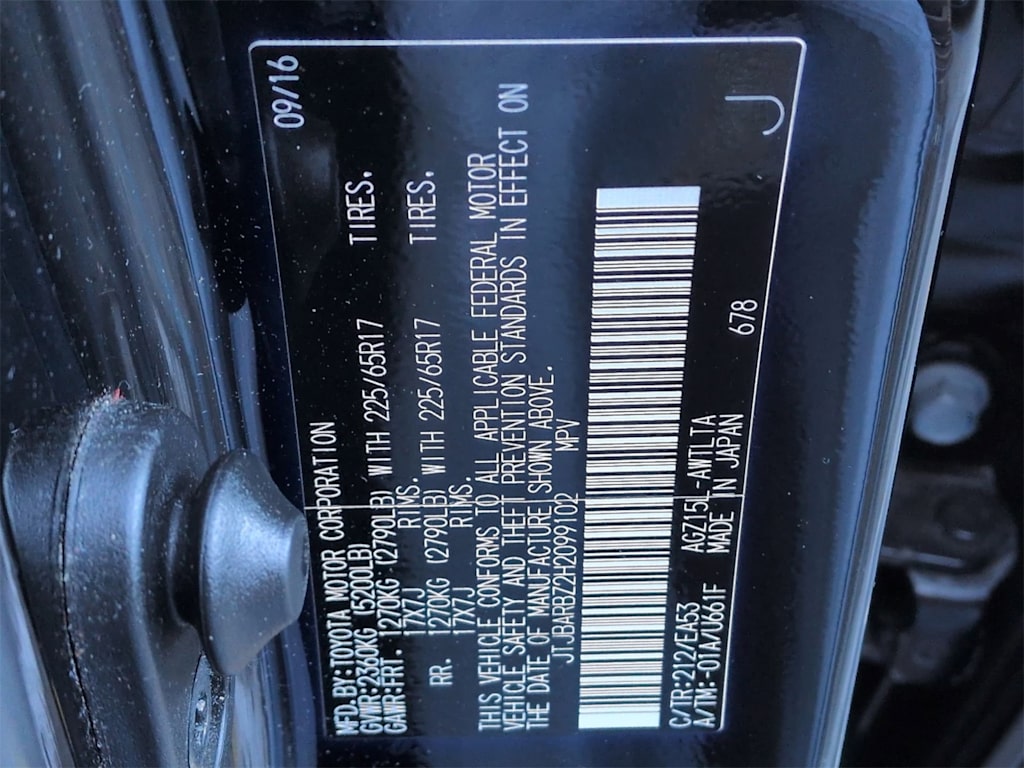 09/16
MFD.BY:TOYOTA MOTOR CORPORATION
GVWR:2360KG (5200LB)
GAWR:FRT. 1270KG (2790LB) WITH 225/65R17 TIRES.
17X7J RIMS.
RR. 1270KG (2790LB) WITH 225/65R17 TIRES.
17X7J RIMS.
THIS VEHICLE CONFORMS TO ALL APPLICABLE FEDERAL MOTOR
VEHICLE SAFETY AND THEFT PREVENTION STANDARDS IN EFFECT ON
THE DATE OF MANUFACTURE SHOWN ABOVE.
JTJBARBZ2H2099102 MPV
C/TR:212/EA53 AGZ15L-AWTLTA 678
A/TM:-01A/U661F MADE IN JAPAN
J